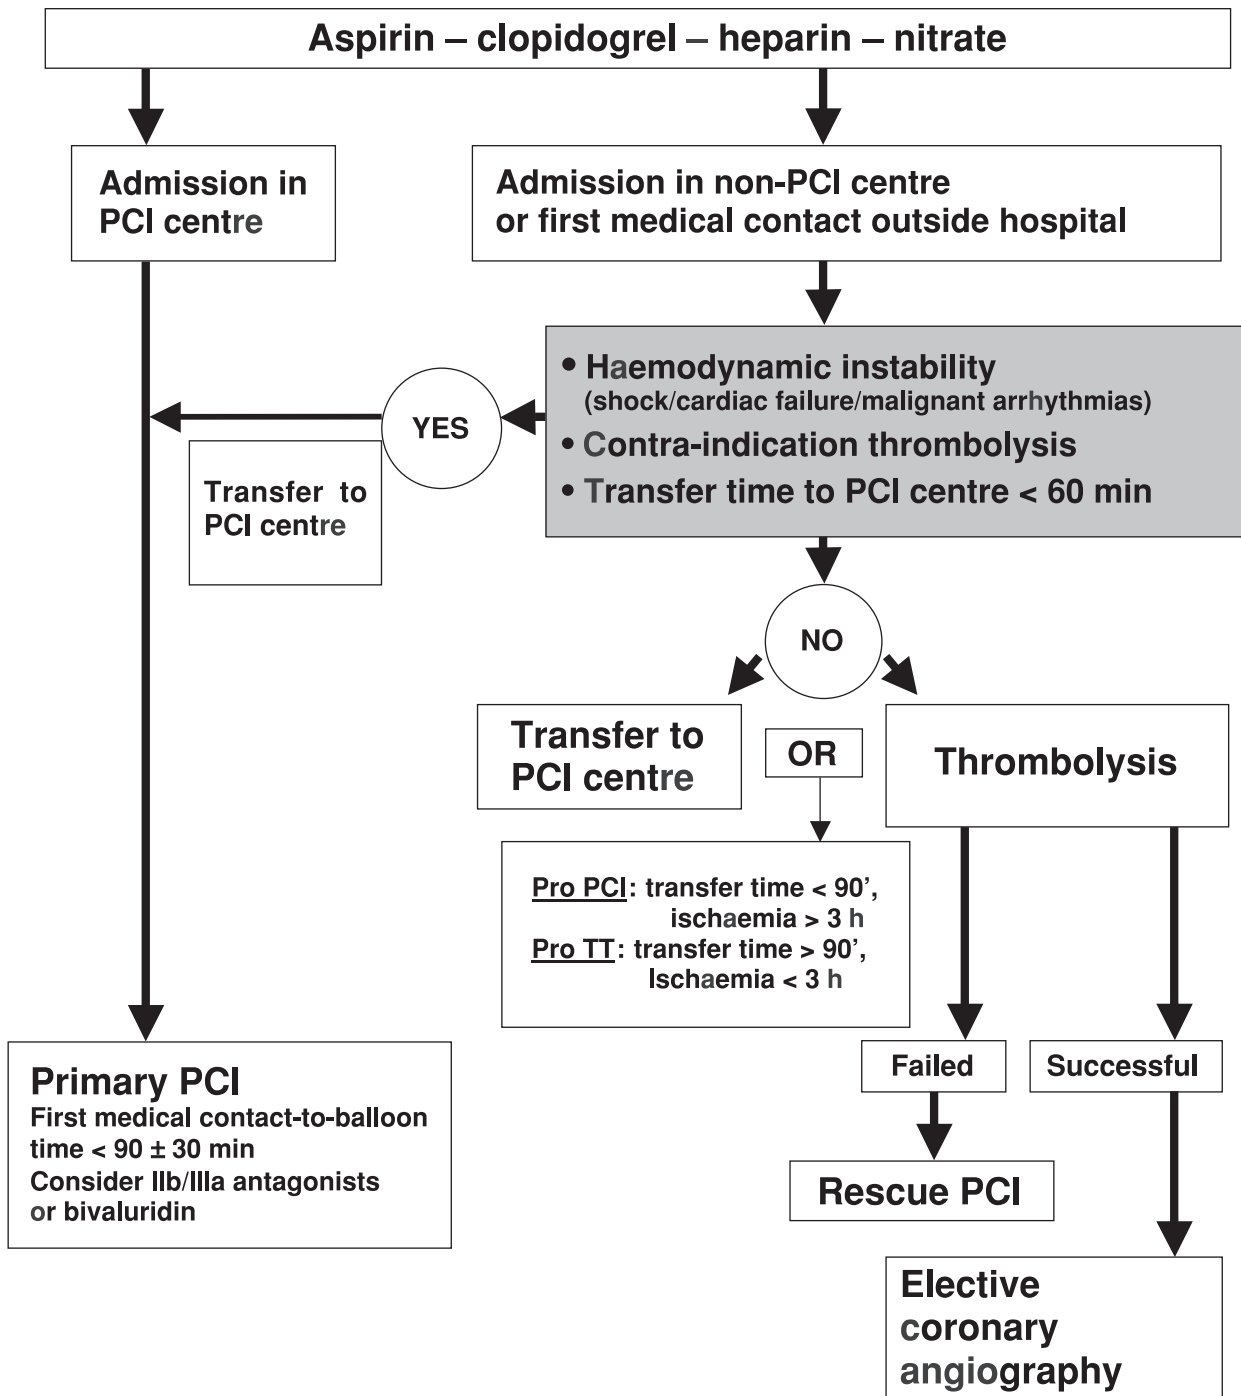 Aspirin – clopidogrel – heparin – nitrate
Admission in
PCI centre
Admission in non-PCI centre
or first medical contact outside hospital
• Haemodynamic instability
(shock/cardiac failure/malignant arrhythmias)
• Contra-indication thrombolysis
• Transfer time to PCI centre < 60 min
YES
Transfer to
PCI centre
NO
Transfer to
PCI centre
OR
Thrombolysis
Pro PCI: transfer time < 90’,
ischaemia > 3 h
Pro TT: transfer time > 90’,
Ischaemia < 3 h
Failed
Successful
Primary PCI
First medical contact-to-balloon
time < 90 ± 30 min
Consider IIb/IIIa antagonists
or bivaluridin
Rescue PCI
Elective
coronary
angiography